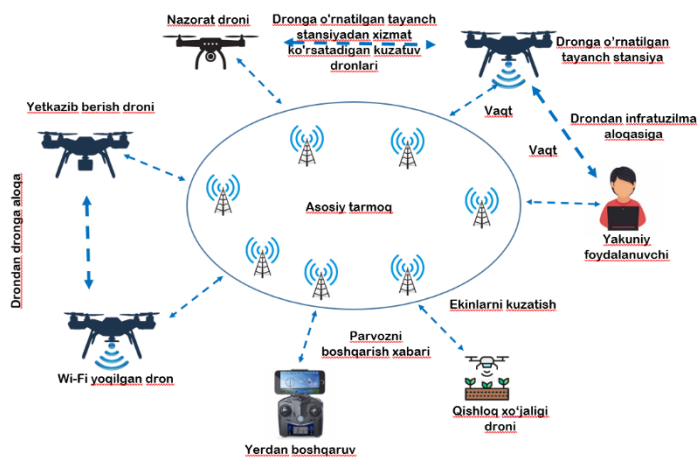 Nazorat droni
Dronga o'rnatilgan tayanch
stansiyadan xizmat
ko'rsatadigan kuzatuv
dronlari
Dronga o'rnatilgan
tayanch stansiya
Yetkazib berish droni
Vaqt
Drondan infratuzilma
aloqasiga
Vaqt
Asosiy tarmoq
Drondan dronga aloqa
Yakuniy
foydalanuvchi
Ekinlarni kuzatish
Parvozni
boshqarish xabari
Wi-Fi yoqilgan dron
Qishloq xo'jaligi
droni
Yerdan boshqaruv